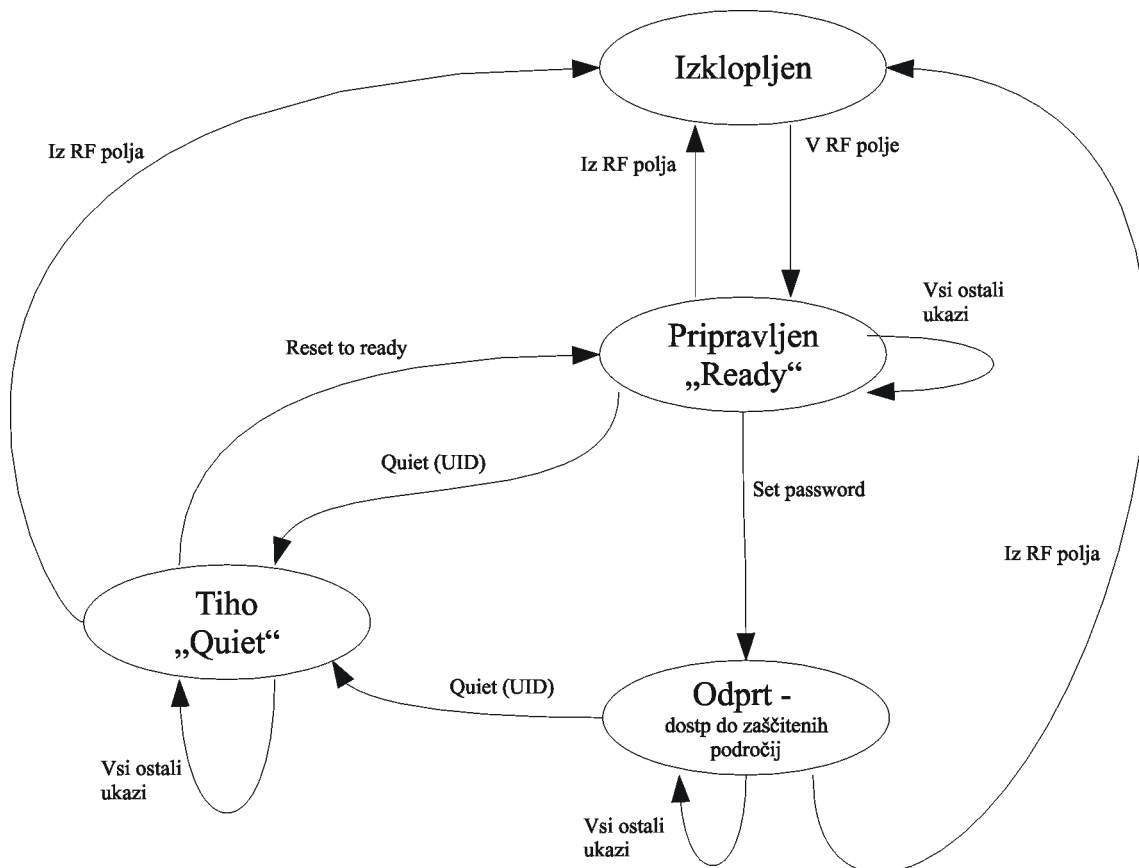 Izklopljen
Iz RF polja
Iz RF polja
V RF polje
Vsi ostali
ukazi
Pripravljen
„Ready“
Reset to ready
Quiet (UID)
Set password
Iz RF polja
Tiho
„Quiet“
Quiet (UID)
Odprt -
dostp do zaščitenih
področij
Vsi ostali
ukazi
Vsi ostali
ukazi